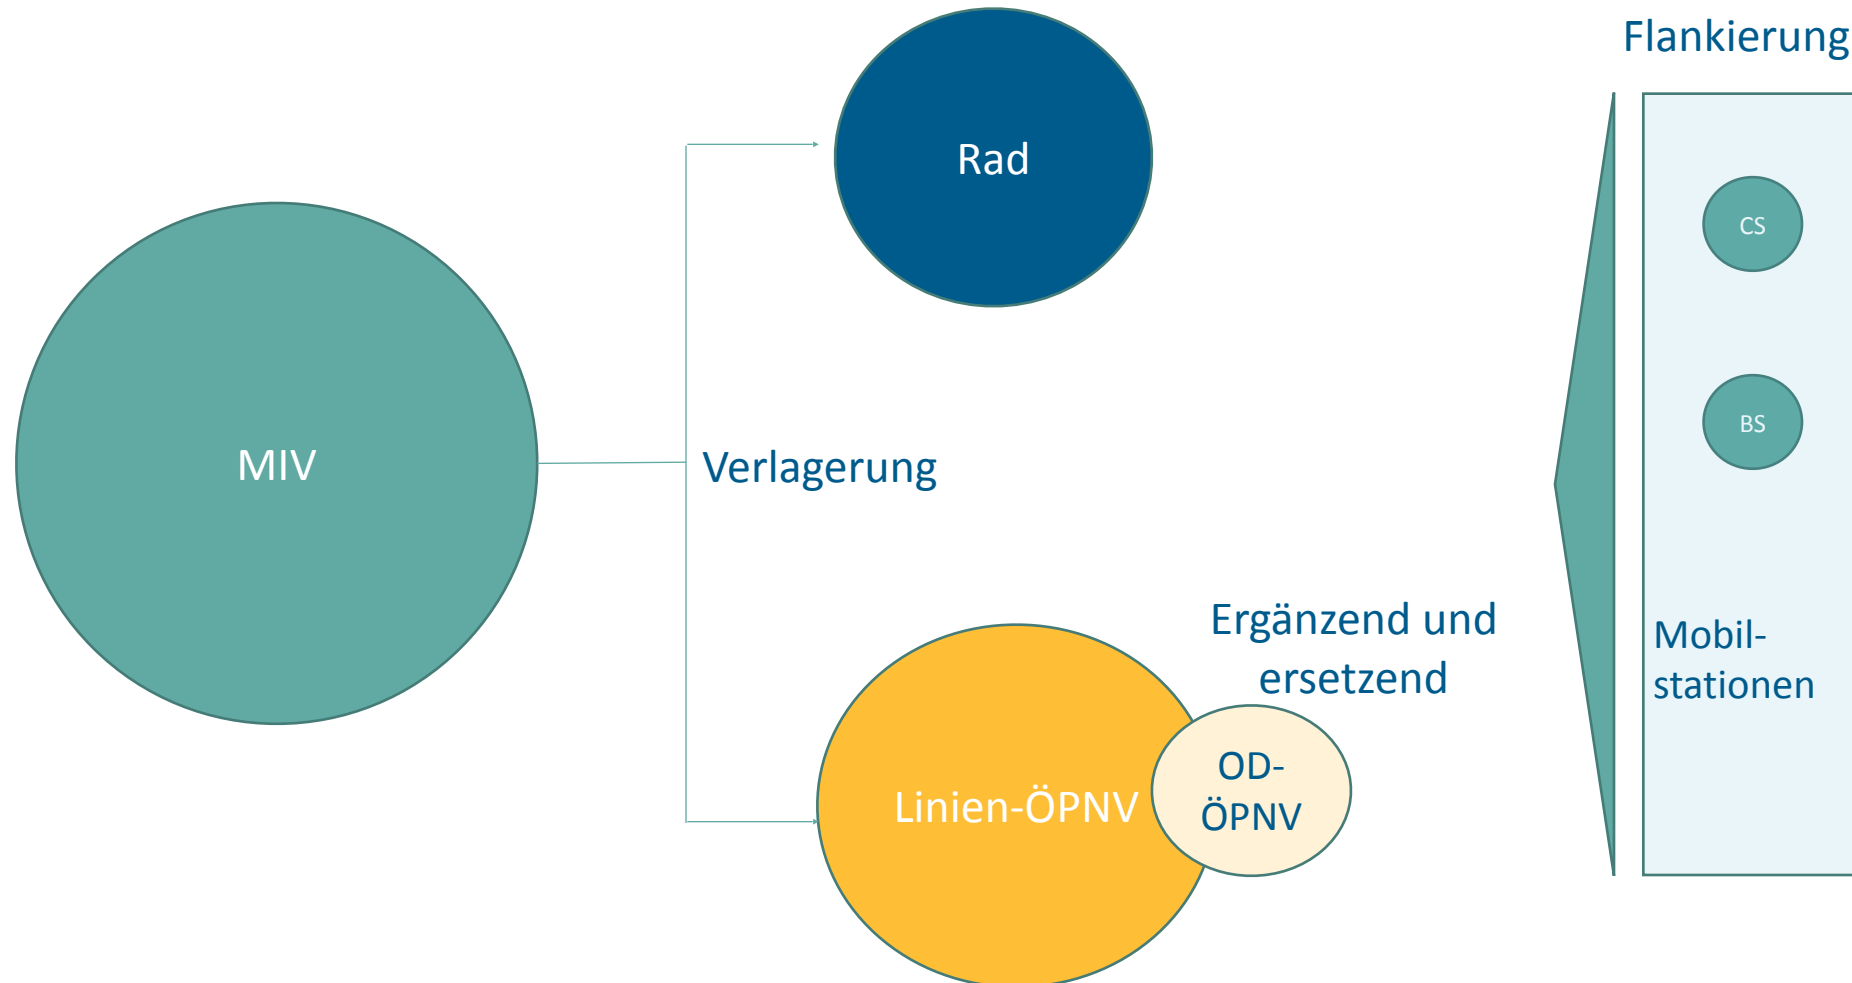 Flankierung
Rad
CS
BS
MIV
Verlagerung
Ergänzend und
ersetzend
Mobil-
stationen
Linien-ÖPNV
OD-
ÖPNV